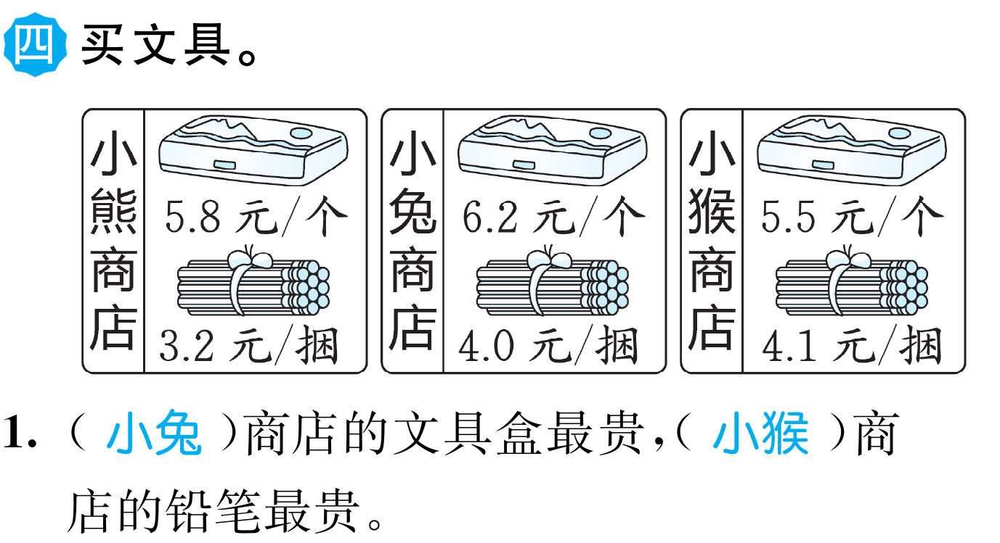 四 买文具。
小熊商店 5.8 元/个 3.2 元/捆
小兔商店 6.2 元/个 4.0 元/捆
小猴商店 5.5 元/个 4.1 元/捆
1.（ 小兔 ）商店的文具盒最贵,（ 小猴 ）商
店的铅笔最贵。